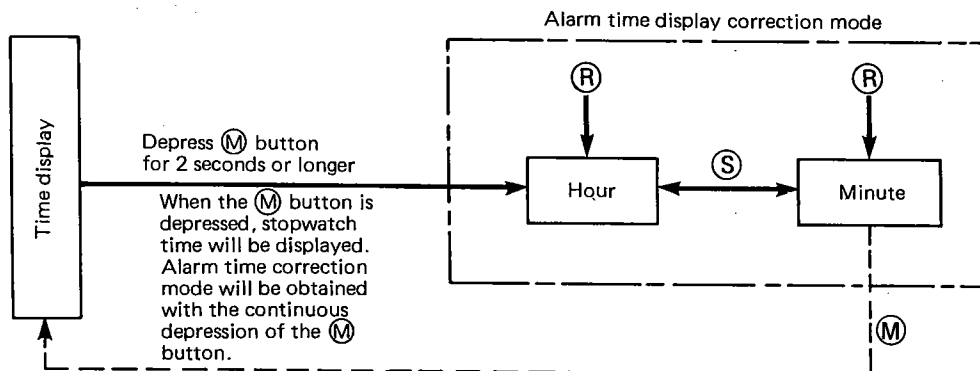 Alarm time display correction mode
Time display
R
R
Depress M button
for 2 seconds or longer
When the M button is
depressed, stopwatch
time will be displayed.
Alarm time correction
mode will be obtained
with the continuous
depression of the M
button.
Hour
S
Minute
M